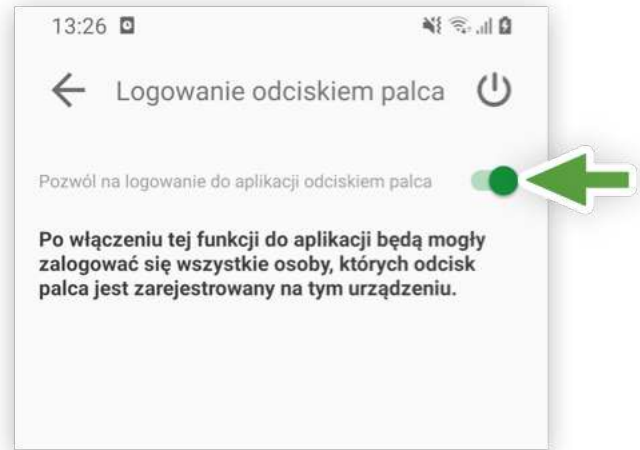 13:26
Logowanie odciskiem palca
Pozwól na logowanie do aplikacji odciskiem palca
Po włączeniu tej funkcji do aplikacji będą mogły
zalogować się wszystkie osoby, których odcisk
palca jest zarejestrowany na tym urządzeniu.